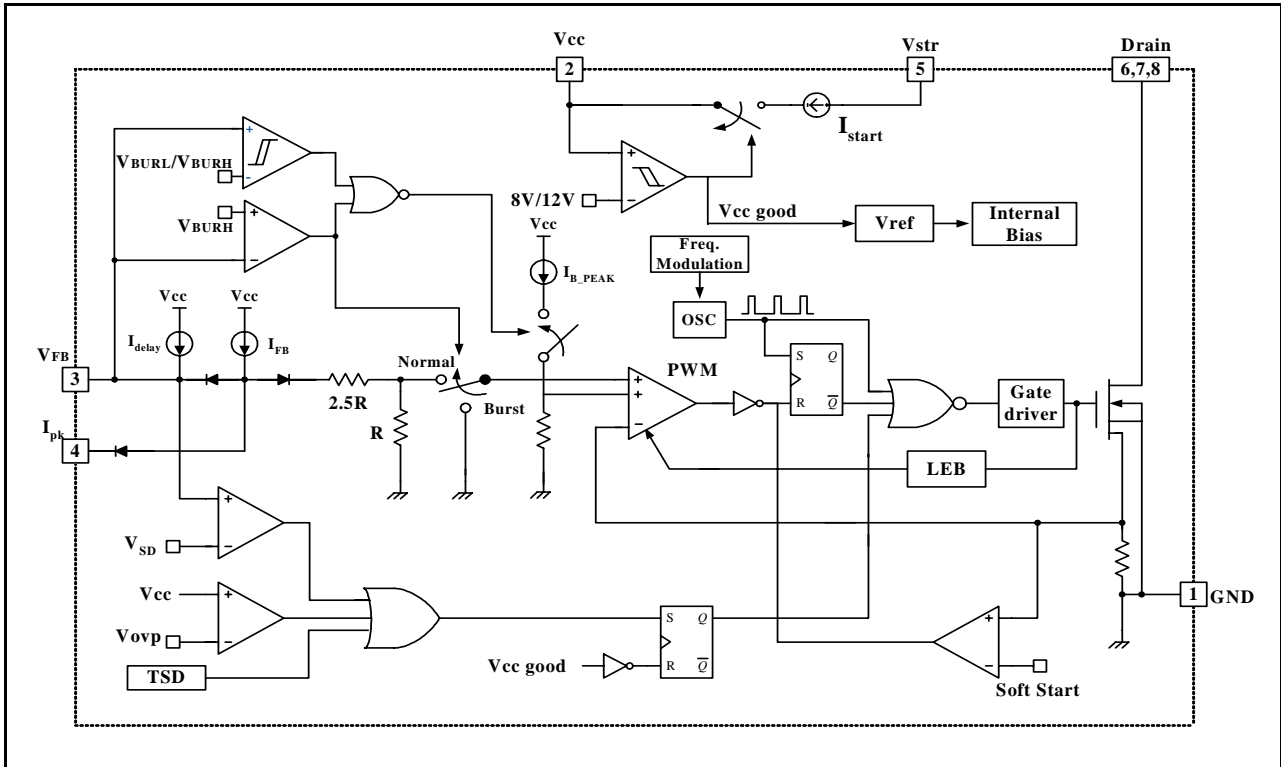 Vcc
Vstr
Drain
2
5
6,7,8
+
VBURL/VBURH
-
Istart
+
8V/12V
−
Vcc good
Vref
Internal
Bias
+
VBURH
−
Vcc
IB_PEAK
Freq.
Modulation
OSC
Vcc
Vcc
Idelay
IFB
VFB
3
Normal
2.5R
Burst
R
+
+
−
PWM
S
Q
R
Q
Gate
driver
Ipk
4
LEB
+
VSD
−
Vcc
+
Vovp
−
TSD
S
Q
R
Q
Vcc good
+
−
Soft Start
1
GND